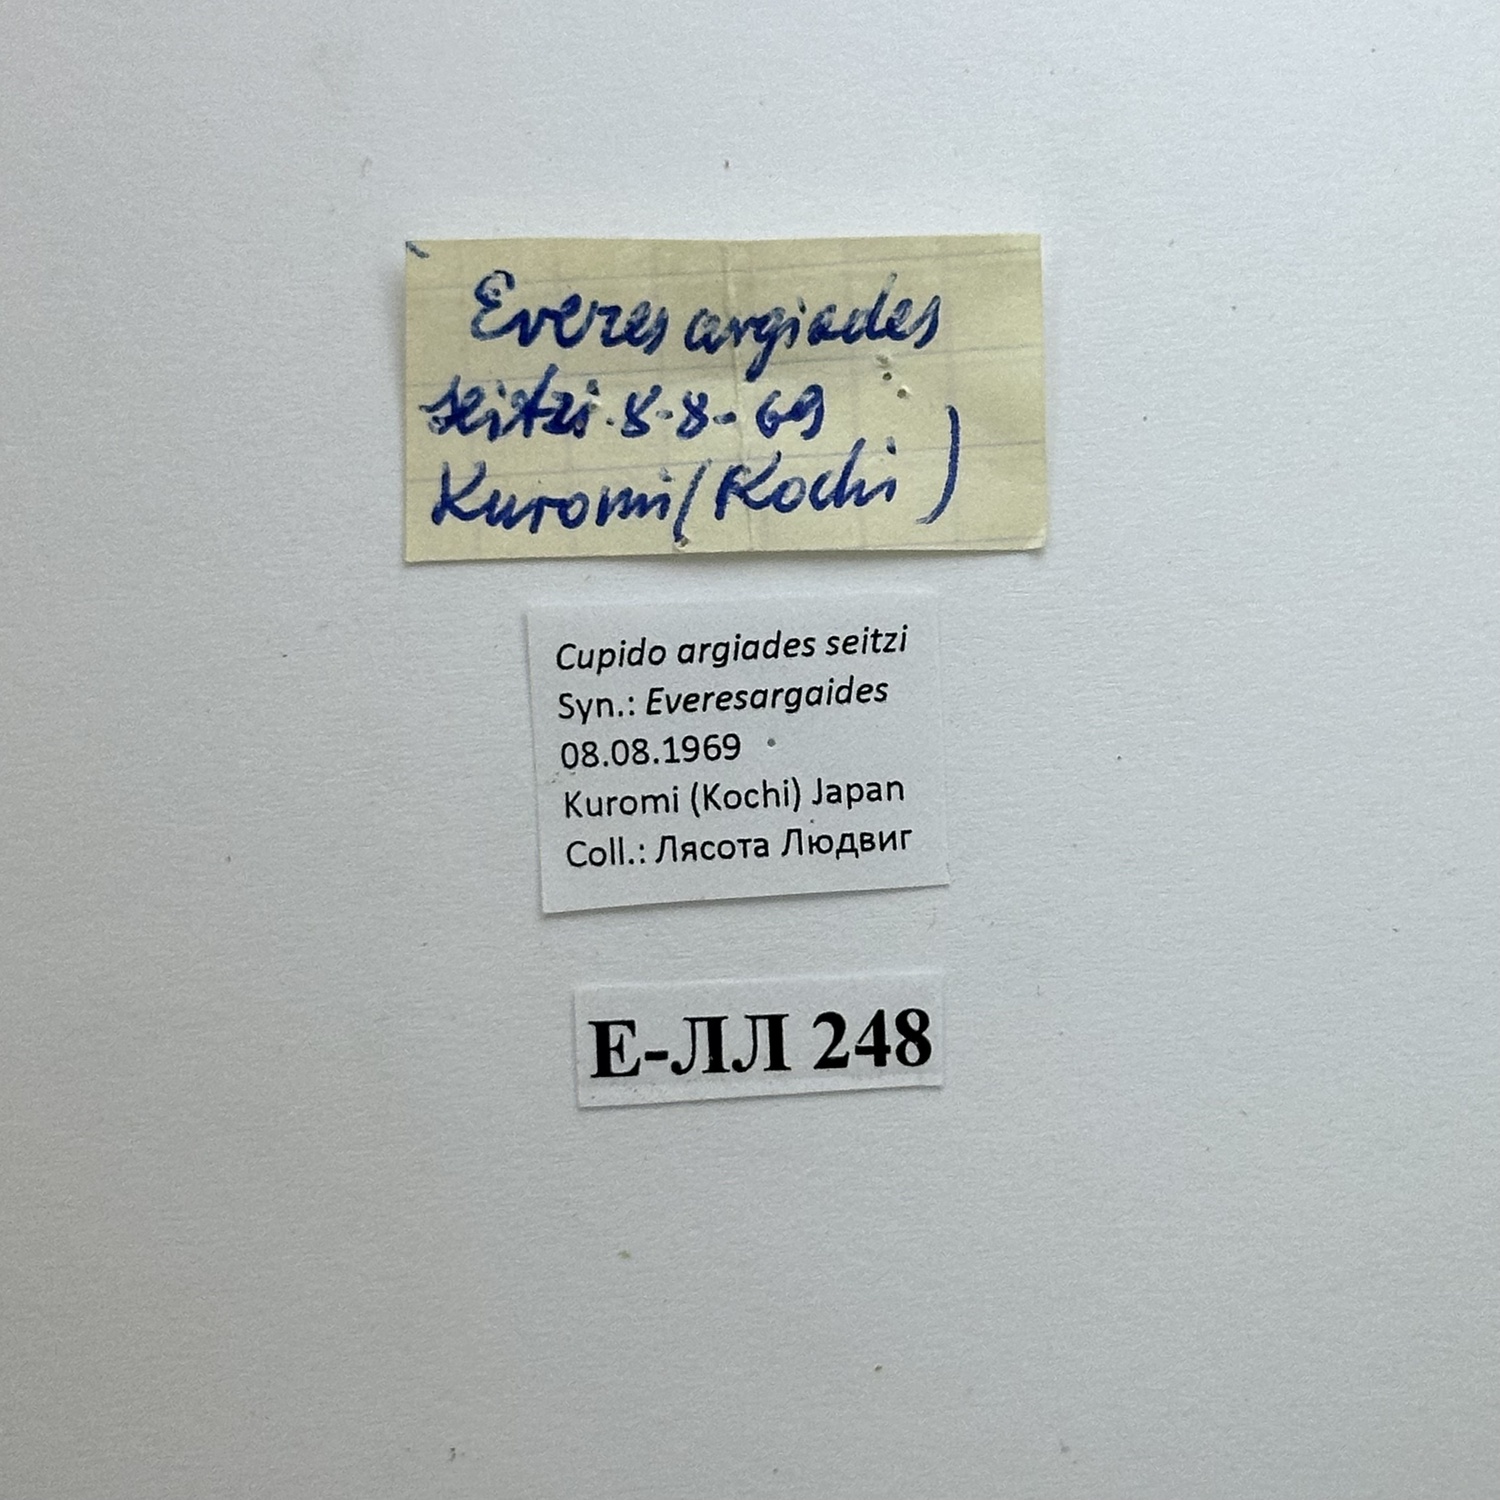 Everes argiades
seitzi. 8-8-69
Kuromi (Kochi)
Cupido argiades seitzi
Syn.: Everesargaides
08.08.1969
Kuromi (Kochi) Japan
Coll.: Лясота Людвиг
Е-ЛЛ 248